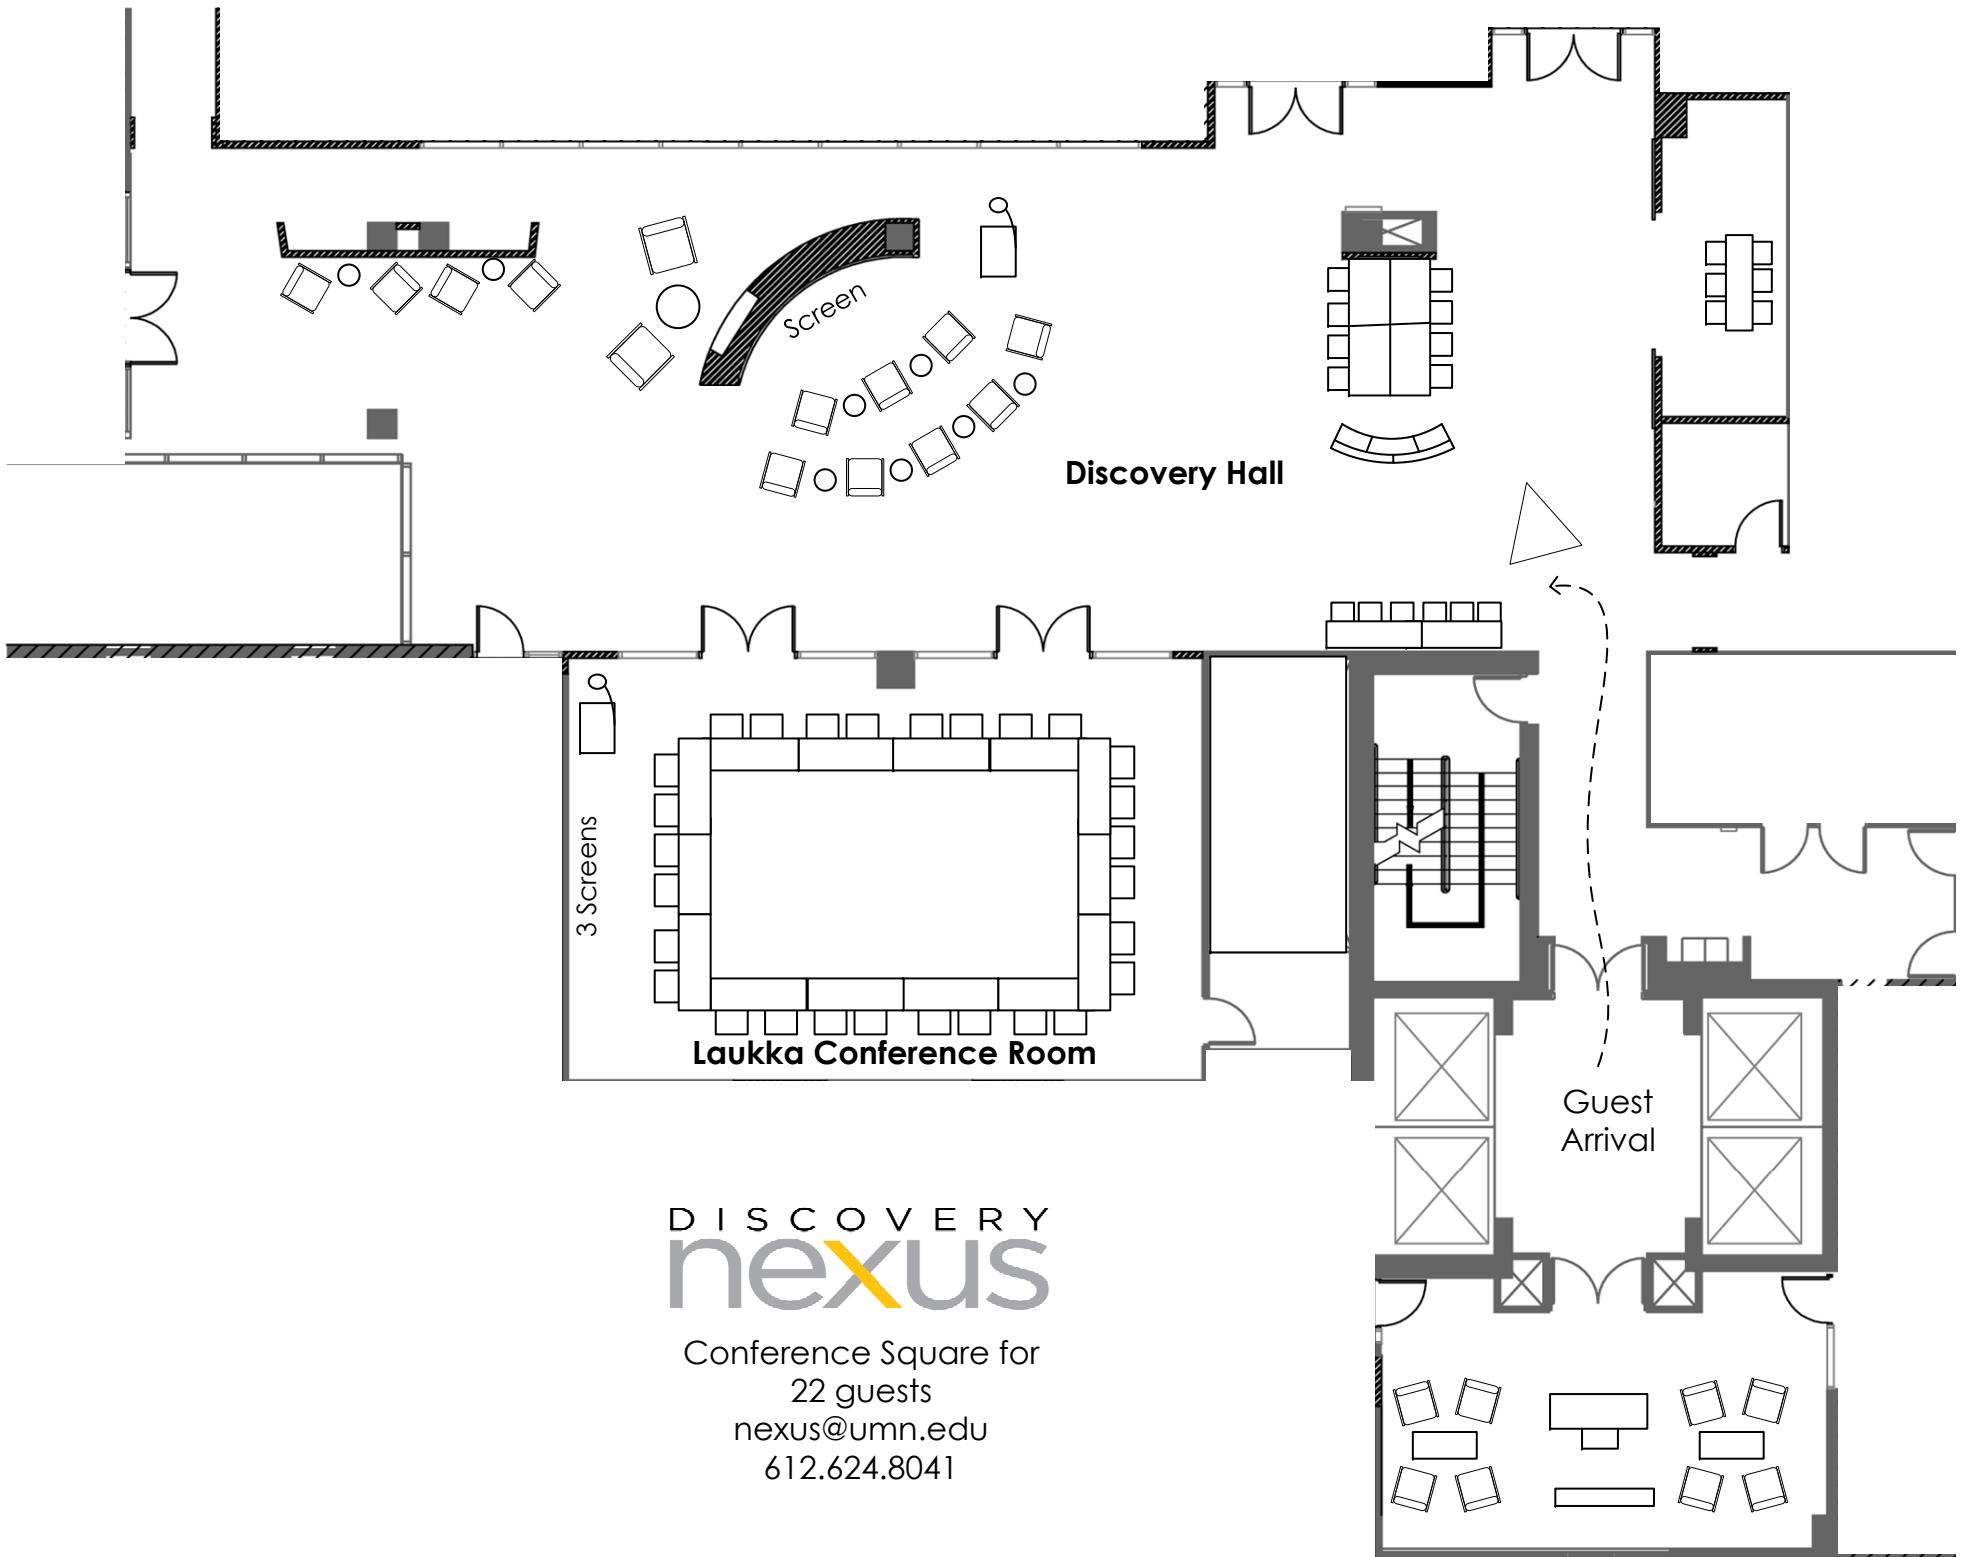 Screen
Discovery Hall
3 Screens
Laukka Conference Room
Guest
Arrival
DISCOVERY
nexus
Conference Square for
22 guests
nexus@umn.edu
612.624.8041